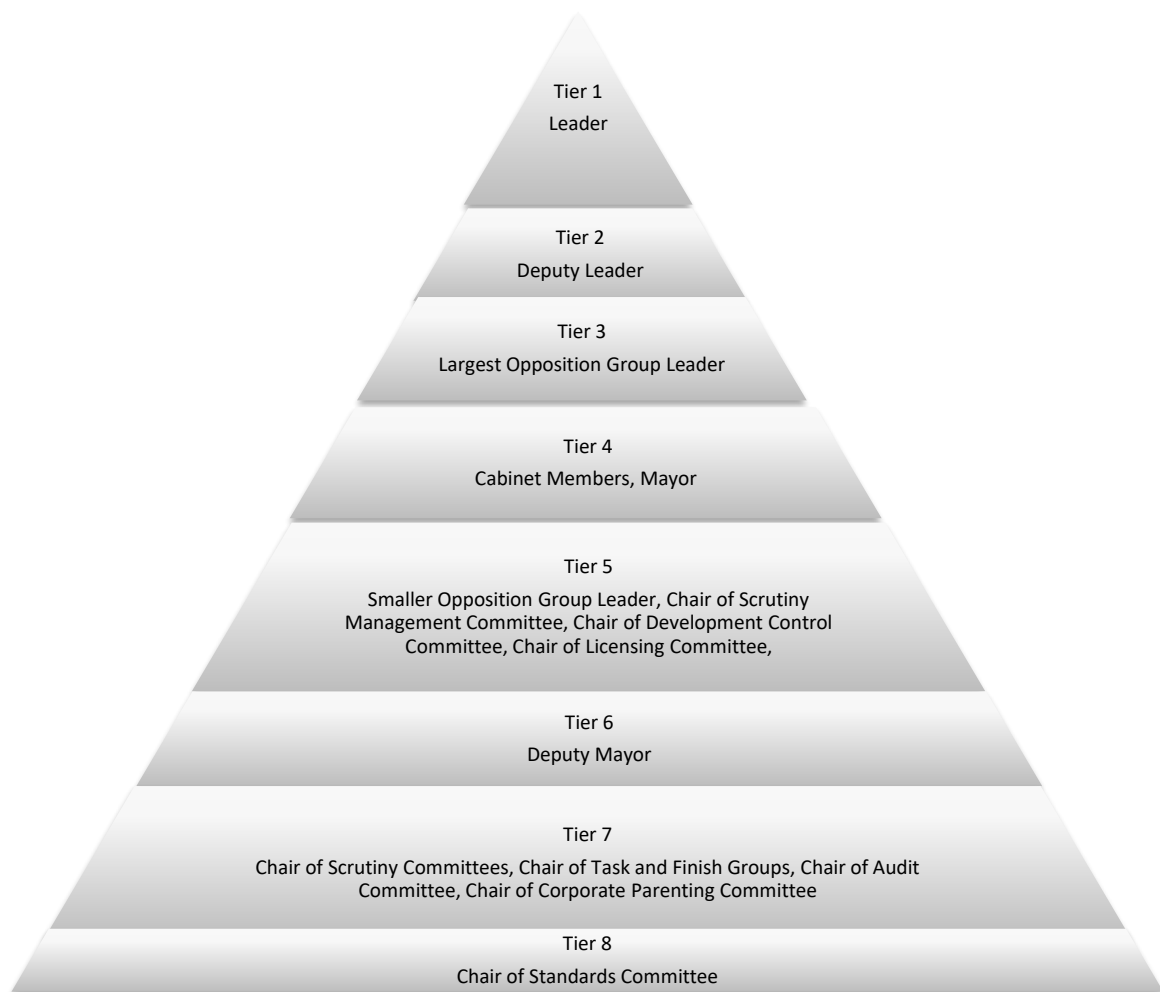 Tier 1
Leader
Tier 2
Deputy Leader
Tier 3
Largest Opposition Group Leader
Tier 4
Cabinet Members, Mayor
Tier 5
Smaller Opposition Group Leader, Chair of Scrutiny
Management Committee, Chair of Development Control
Committee, Chair of Licensing Committee,
Tier 6
Deputy Mayor
Tier 7
Chair of Scrutiny Committees, Chair of Task and Finish Groups, Chair of Audit
Committee, Chair of Corporate Parenting Committee
Tier 8
Chair of Standards Committee